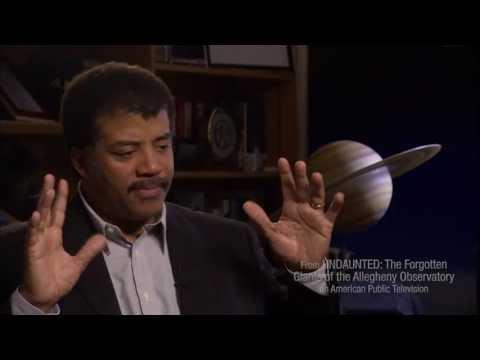 From UNDAUNTED: The Forgotten
Giants of the Allegheny Observatory
on American Public Television